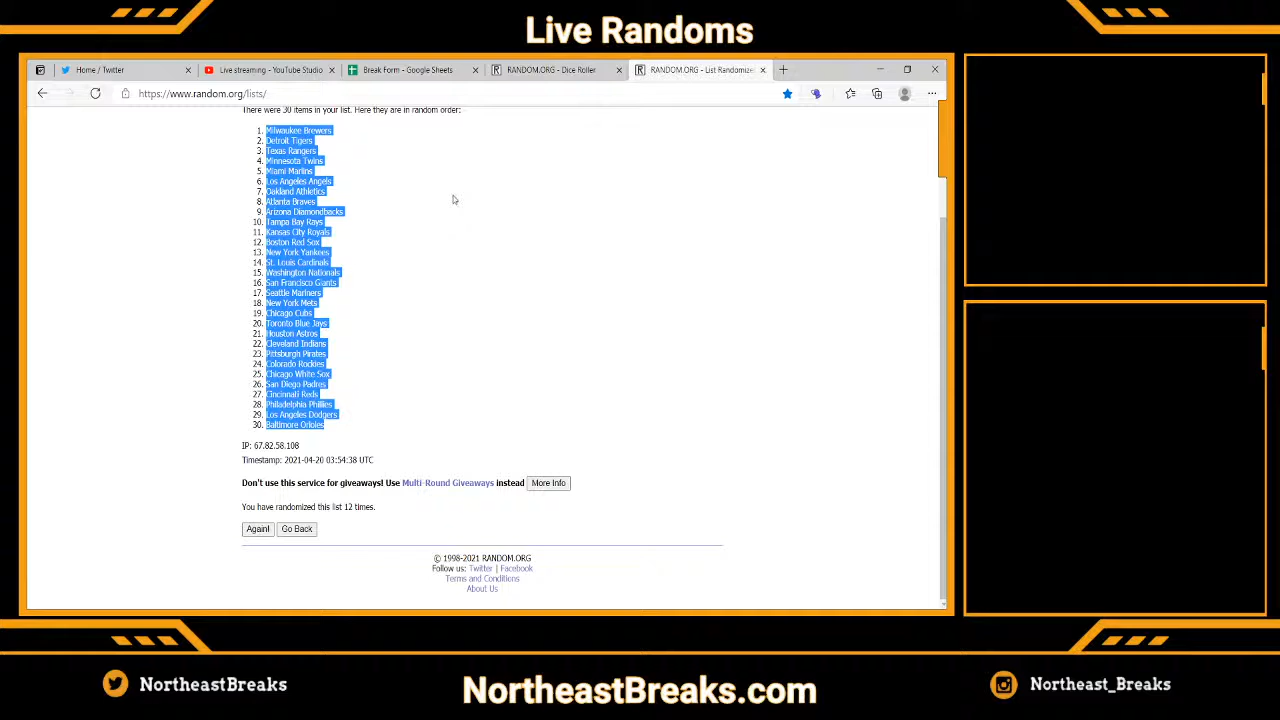 Live Randoms
Home / Twitter
Live streaming - YouTube Studio
Break Form - Google Sheets
RANDOM.ORG - Dice Roller
RANDOM.ORG - List Randomize
https://www.random.org/lists/
There were 30 items in your list. Here they are in random order:
1. Milwaukee Brewers
2. Detroit Tigers
3. Texas Rangers
4. Minnesota Twins
5. Miami Marlins
6. Los Angeles Angels
7. Oakland Athletics
8. Atlanta Braves
9. Arizona Diamondbacks
10. Tampa Bay Rays
11. Kansas City Royals
12. Boston Red Sox
13. New York Yankees
14. St. Louis Cardinals
15. Washington Nationals
16. San Francisco Giants
17. Seattle Mariners
18. New York Mets
19. Chicago Cubs
20. Toronto Blue Jays
21. Houston Astros
22. Cleveland Indians
23. Pittsburgh Pirates
24. Colorado Rockies
25. Chicago White Sox
26. San Diego Padres
27. Cincinnati Reds
28. Philadelphia Phillies
29. Los Angeles Dodgers
30. Baltimore Orioles
IP: 67.82.58.108
Timestamp: 2021-04-20 03:54:38 UTC
Don't use this service for giveaways! Use Multi-Round Giveaways instead More Info
You have randomized this list 12 times.
Again! Go Back
© 1998-2021 RANDOM.ORG
Follow us: Twitter | Facebook
Terms and Conditions
About Us
NortheastBreaks
NortheastBreaks.com
Northeast_Breaks